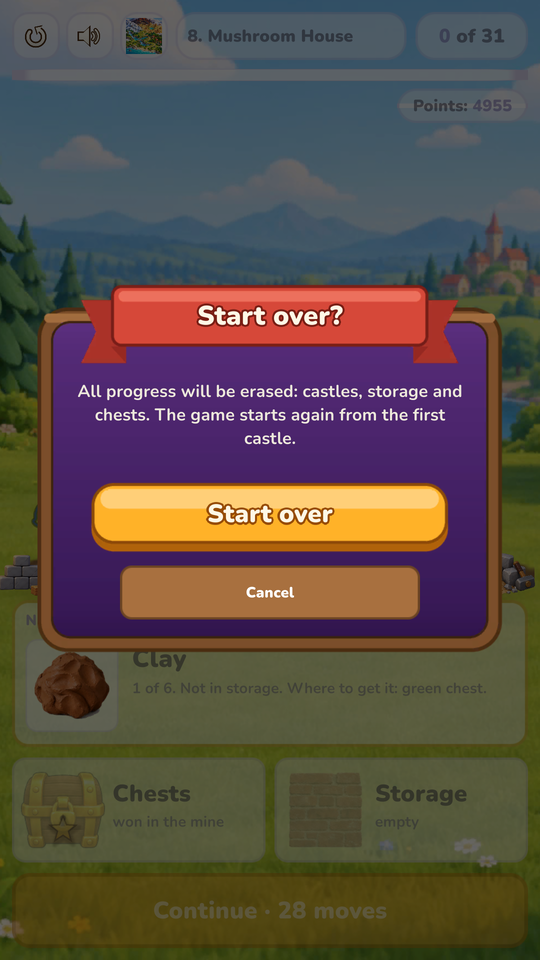 8. Mushroom House
0 of 31
Points: 4955
Start over?
All progress will be erased: castles, storage and
chests. The game starts again from the first
castle.
Start over
Cancel
Clay
1 of 6. Not in storage. Where to get it: green chest.
Chests
won in the mine
Storage
empty
Continue · 28 moves